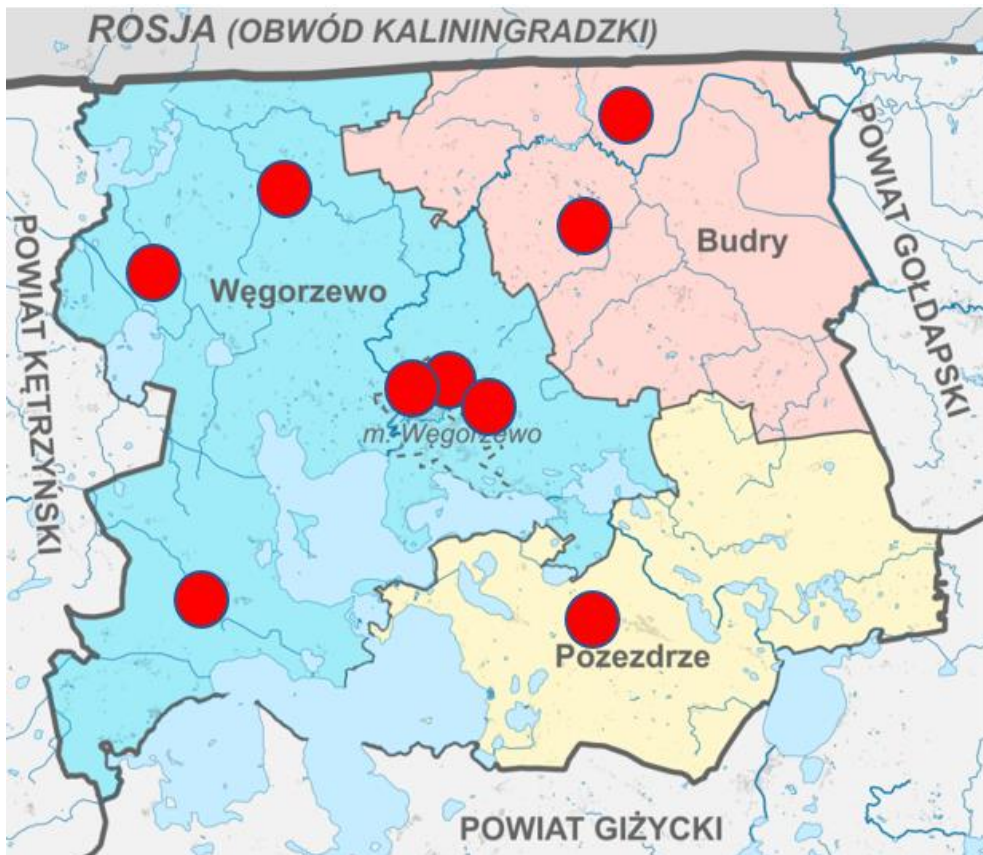 ROSJA (OBWÓD KALININGRADZKI)
POWIAT GOŁDAPSKI
Budry
POWIAT KĘTRZYŃSKI
Węgorzewo
m. Węgorzewo
Pozezdrze
POWIAT GIŻYCKI